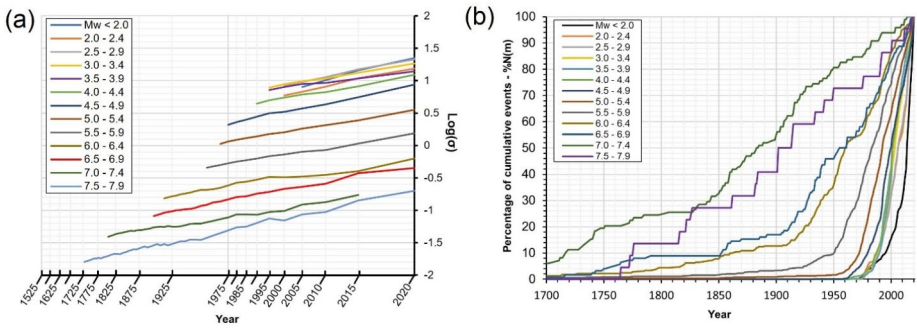 (a)
Mw < 2.0
2.0 - 2.4
2.5 - 2.9
3.0 - 3.4
3.5 - 3.9
4.0 - 4.4
4.5 - 4.9
5.0 - 5.4
5.5 - 5.9
6.0 - 6.4
6.5 - 6.9
7.0 - 7.4
7.5 - 7.9
2
1.5
1
0.5
0
-0.5
-1
-1.5
-2
Log(σ)
1525
1625
1725
1775
1825
1875
1925
1975
1985
1995
2000
2005
2010
2015
2020
Year
(b)
Percentage of cumulative events - %N(m)
100
90
80
70
60
50
40
30
20
10
0
Mw < 2.0
2.0 - 2.4
2.5 - 2.9
3.0 - 3.4
3.5 - 3.9
4.0 - 4.4
4.5 - 4.9
5.0 - 5.4
5.5 - 5.9
6.0 - 6.4
6.5 - 6.9
7.0 - 7.4
7.5 - 7.9
1700 1750 1800 1850 1900 1950 2000
Year